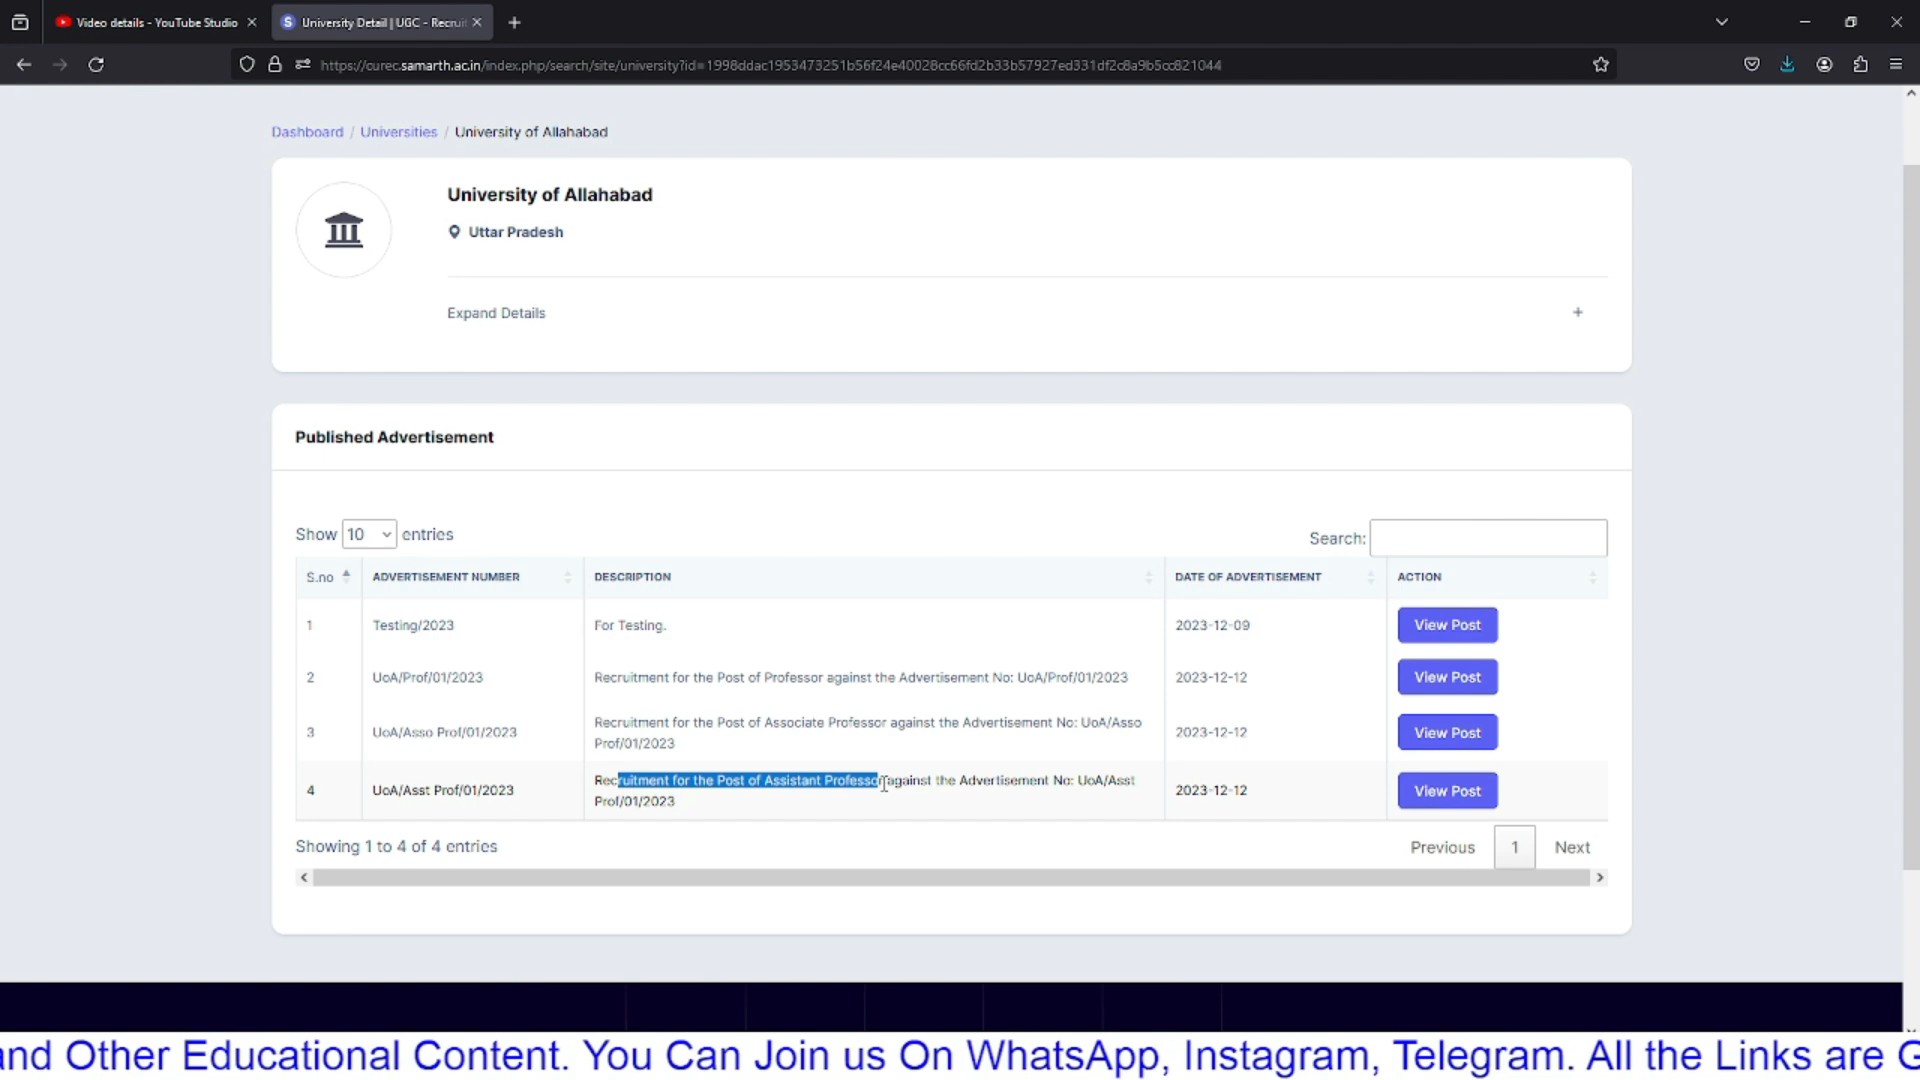 Video details - YouTube Studio
University Detail | UGC - Recruit
https://curec.samarth.ac.in/index.php/search/site/university?id=1998ddac1953473251b56f24e40028cc66fd2b33b57927ed331df2c8a9b5cc821044
Dashboard / Universities / University of Allahabad
University of Allahabad
Uttar Pradesh
Expand Details +
Published Advertisement
Show 10 entries
Search:
S.no ADVERTISEMENT NUMBER DESCRIPTION DATE OF ADVERTISEMENT ACTION
1 Testing/2023 For Testing. 2023-12-09 View Post
2 UoA/Prof/01/2023 Recruitment for the Post of Professor against the Advertisement No: UoA/Prof/01/2023 2023-12-12 View Post
3 UoA/Asso Prof/01/2023 Recruitment for the Post of Associate Professor against the Advertisement No: UoA/Asso
Prof/01/2023 2023-12-12 View Post
4 UoA/Asst Prof/01/2023 Recruitment for the Post of Assistant Professor against the Advertisement No: UoA/Asst
Prof/01/2023 2023-12-12 View Post
Showing 1 to 4 of 4 entries
Previous 1 Next
and Other Educational Content. You Can Join us On WhatsApp, Instagram, Telegram. All the Links are G